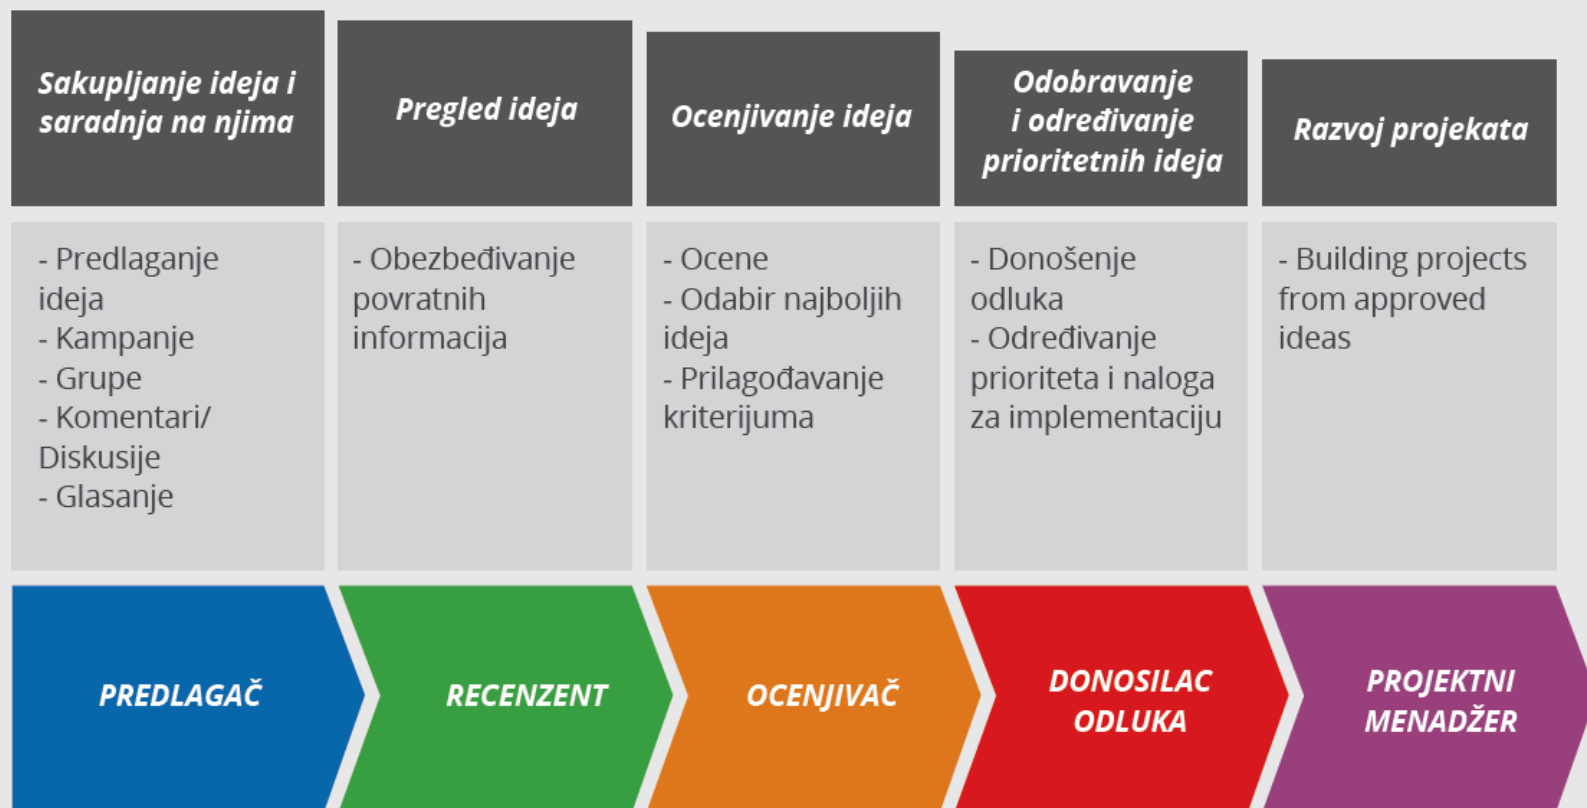 Sakupljanje ideja i
saradnja na njima
Pregled ideja
Ocenjivanje ideja
Odobravanje
i određivanje
prioritetnih ideja
Razvoj projekata
- Predlaganje
ideja
- Kampanje
- Grupe
- Komentari/
Diskusije
- Glasanje
- Obezbeđivanje
povratnih
informacija
- Ocene
- Odabir najboljih
ideja
- Prilagođavanje
kriterijuma
- Donošenje
odluka
- Određivanje
prioriteta i naloga
za implementaciju
- Building projects
from approved
ideas
PREDLAGAČ
RECENZENT
OCENJIVAČ
DONOSILAC
ODLUKA
PROJEKTNI
MENADŽER